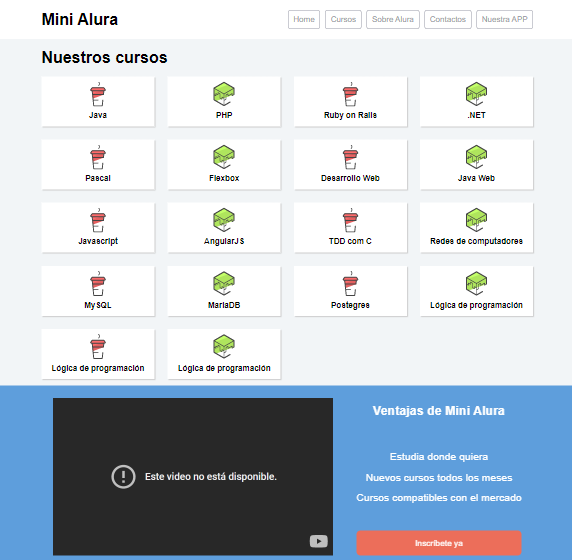 Mini Alura
Home
Cursos
Sobre Alura
Contactos
Nuestra APP
Nuestros cursos
Java
PHP
Ruby on Rails
.NET
Pascal
Flexbox
Desarrollo Web
Java Web
Javascript
AngularJS
TDD com C
Redes de computadores
MySQL
MariaDB
Postegres
Lógica de programación
Lógica de programación
Lógica de programación
Este video no está disponible.
Ventajas de Mini Alura
Estudia donde quiera
Nuevos cursos todos los meses
Cursos compatibles con el mercado
Inscríbete ya